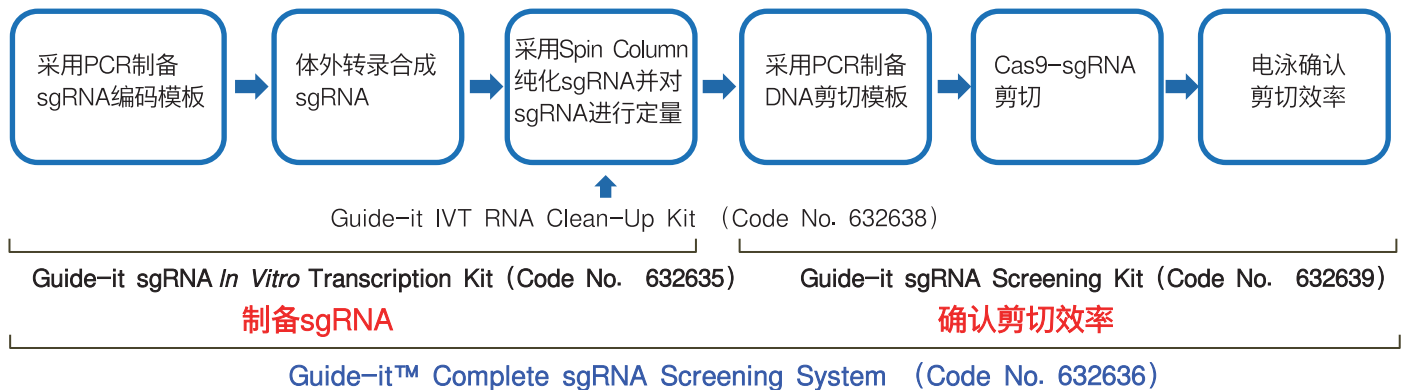 采用PCR制备
sgRNA编码模板
体外转录合成
sgRNA
采用Spin Column
纯化sgRNA并对
sgRNA进行定量
采用PCR制备
DNA剪切模板
Cas9-sgRNA
剪切
电泳确认
剪切效率
Guide-it IVT RNA Clean-Up Kit (Code No. 632638)
Guide-it sgRNA In Vitro Transcription Kit (Code No. 632635)
Guide-it sgRNA Screening Kit (Code No. 632639)
制备sgRNA
确认剪切效率
Guide-it™ Complete sgRNA Screening System (Code No. 632636)